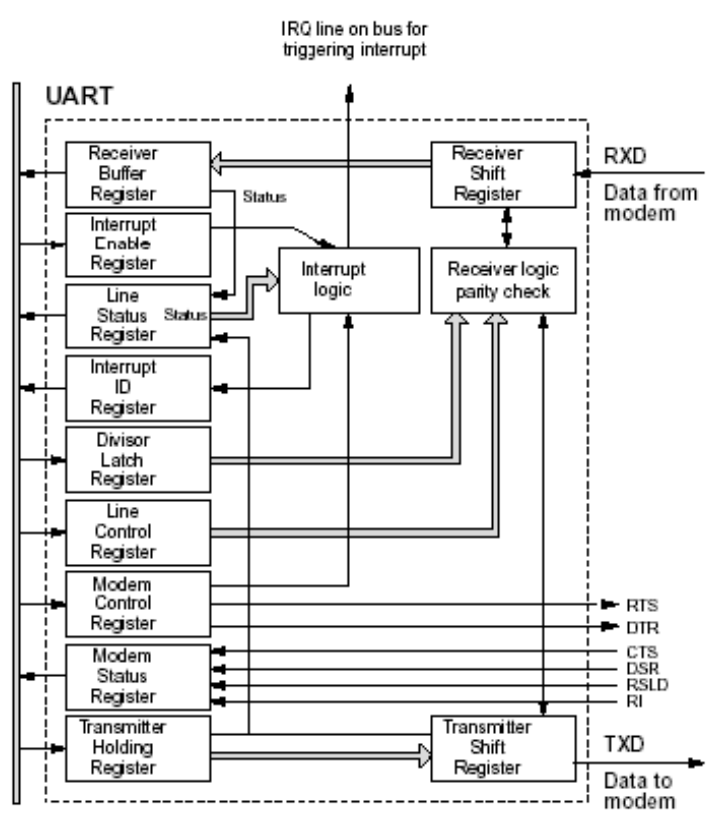 IRQ line on bus for
triggering interrupt
UART
Receiver
Buffer
Register
Receiver
Shift
Register
RXD
Data from
modem
Status
Interrupt
Enable
Register
Interrupt
logic
Receiver logic
parity check
Line
Status
Register
Status
Interrupt
ID
Register
Divisor
Latch
Register
Line
Control
Register
Modem
Control
Register
RTS
DTR
Modem
Status
Register
CTS
DSR
RSLD
RI
Transmitter
Holding
Register
Transmitter
Shift
Register
TXD
Data to
modem